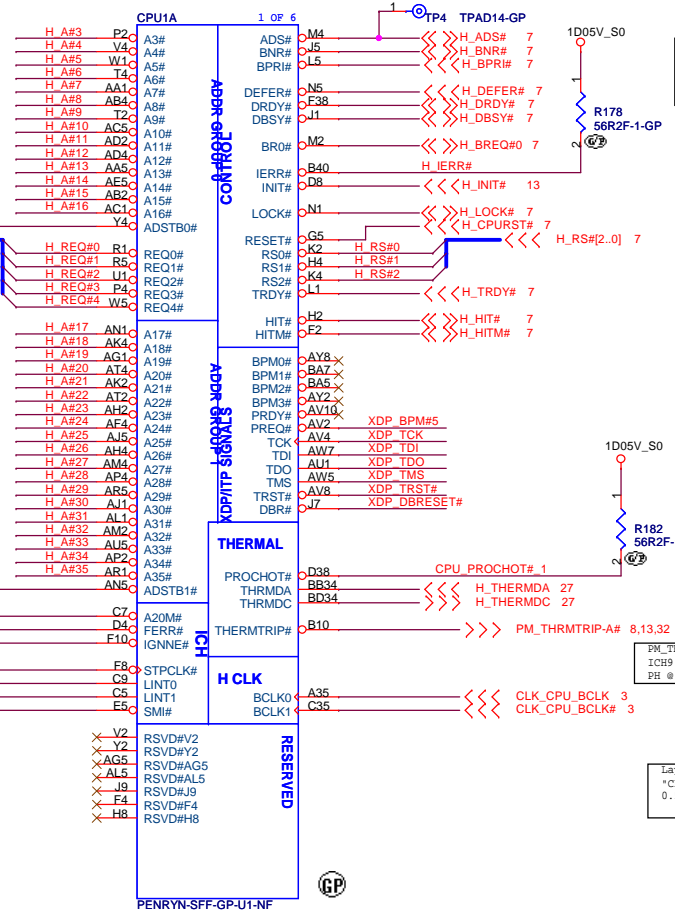 CPU1A 1 OF 6
1 TP4 TPAD14-GP
H_A#3 P2 A3# ADS# M4 H_ADS# 7
H_A#4 V4 A4# BNR# J5 H_BNR# 7
H_A#5 W1 A5# BPRI# L5 H_BPRI# 7
H_A#6 T4 A6#
H_A#7 AA1 A7# DEFER# N5 H_DEFER# 7
H_A#8 AB4 A8# DRDY# F38 H_DRDY# 7
H_A#9 T2 A9# DBSY# J1 H_DBSY# 7
H_A#10 AC5 A10#
H_A#11 AD2 A11# BR0# M2 H_BREQ#0 7
H_A#12 AD4 A12#
H_A#13 AA5 A13# IERR# B40 H_IERR#
H_A#14 AE5 A14# INIT# D8 H_INIT# 13
H_A#15 AB2 A15#
H_A#16 AC1 A16# LOCK# N1 H_LOCK# 7
Y4 ADSTB0# H_CPURST# 7
RESET# G5
H_REQ#0 R1 REQ0# RS0# K2 H_RS#0 H_RS#[2..0] 7
H_REQ#1 R5 REQ1# RS1# H4 H_RS#1
H_REQ#2 U1 REQ2# RS2# K4 H_RS#2
H_REQ#3 P4 REQ3# TRDY# L1 H_TRDY# 7
H_REQ#4 W5 REQ4#
HIT# H2 H_HIT# 7
HITM# F2 H_HITM# 7
ADDR GROUP 0
CONTROL
1D05V_S0
1
R178
56R2F-1-GP
2
GP
H_A#17 AN1 A17#
H_A#18 AK4 A18#
H_A#19 AG1 A19# BPM0# AY8
H_A#20 AT4 A20# BPM1# BA7
H_A#21 AK2 A21# BPM2# BA5
H_A#22 AT2 A22# BPM3# AY2
H_A#23 AH2 A23# PRDY# AV10
H_A#24 AF4 A24# PREQ# AV2 XDP_BPM#5
H_A#25 AJ5 A25# TCK AV4 XDP_TCK
H_A#26 AH4 A26# TDI AW7 XDP_TDI
H_A#27 AM4 A27# TDO AU1 XDP_TDO
H_A#28 AP4 A28# TMS AW5 XDP_TMS
H_A#29 AR5 A29# TRST# AV8 XDP_TRST#
H_A#30 AJ1 A30# DBR# J7 XDP_DBRESET#
H_A#31 AL1 A31#
H_A#32 AM2 A32#
H_A#33 AU5 A33#
H_A#34 AP2 A34#
H_A#35 AR1 A35#
AN5 ADSTB1#
ADDR GROUP 1
XDP/ITP SIGNALS
THERMAL
PROCHOT# D38 CPU_PROCHOT#_1
THRMDA BB34 H_THERMDA 27
THRMDC BD34 H_THERMDC 27
THERMTRIP# B10 PM_THRMTRIP-A# 8,13,32
1D05V_S0
1
R182
56R2F-
2
GP
C7 A20M#
D4 FERR#
F10 IGNNE#
ICH
F8 STPCLK#
C9 LINT0
C5 LINT1
E5 SMI#
H CLK
BCLK0 A35 CLK_CPU_BCLK 3
BCLK1 C35 CLK_CPU_BCLK# 3
ICH9
PH @
V2 RSVD#V2
Y2 RSVD#Y2
AG5 RSVD#AG5
AL5 RSVD#AL5
J9 RSVD#J9
F4 RSVD#F4
H8 RSVD#H8
RESERVED
"C
0.
GP
PENRYN-SFF-GP-U1-NF